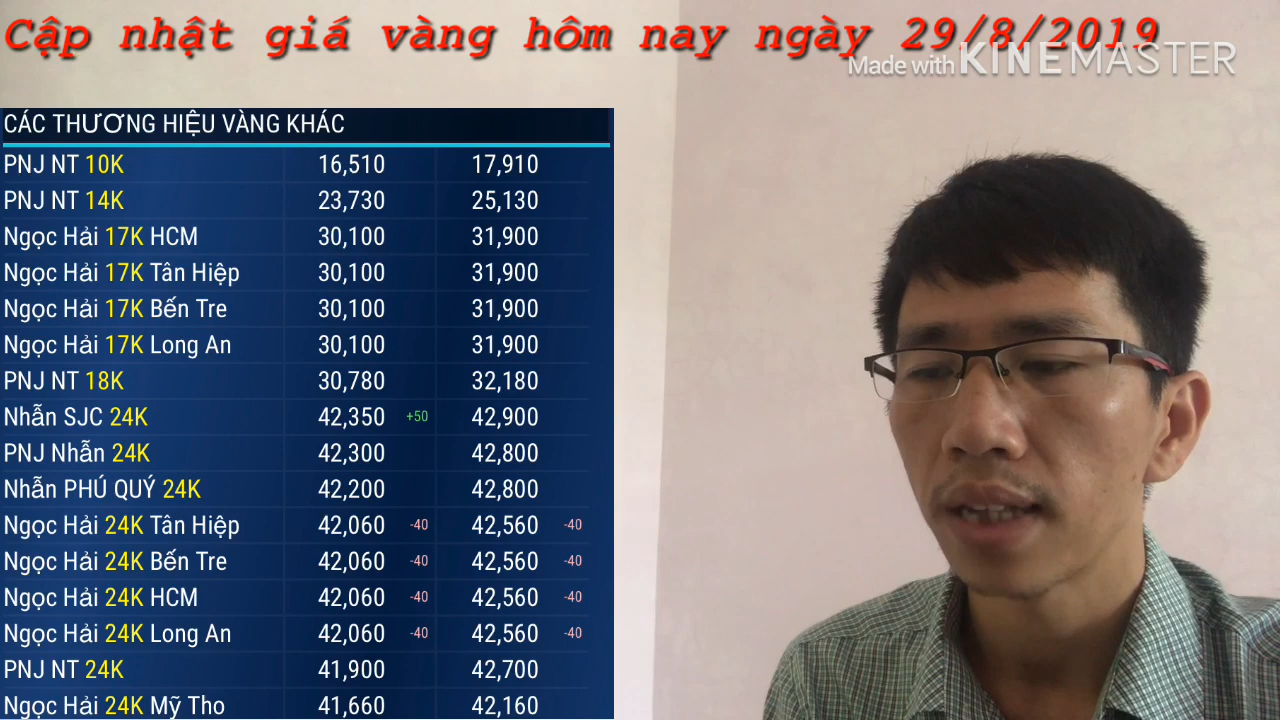 Cập nhật giá vàng hôm nay ngày 29/8/2019
Made with KINEMASTER
CÁC THƯƠNG HIỆU VÀNG KHÁC
PNJ NT 10K 16,510 17,910
PNJ NT 14K 23,730 25,130
Ngọc Hải 17K HCM 30,100 31,900
Ngọc Hải 17K Tân Hiệp 30,100 31,900
Ngọc Hải 17K Bến Tre 30,100 31,900
Ngọc Hải 17K Long An 30,100 31,900
PNJ NT 18K 30,780 32,180
Nhẫn SJC 24K 42,350 +50 42,900
PNJ Nhẫn 24K 42,300 42,800
Nhẫn PHÚ QUÝ 24K 42,200 42,800
Ngọc Hải 24K Tân Hiệp 42,060 -40 42,560 -40
Ngọc Hải 24K Bến Tre 42,060 -40 42,560 -40
Ngọc Hải 24K HCM 42,060 -40 42,560 -40
Ngọc Hải 24K Long An 42,060 -40 42,560 -40
PNJ NT 24K 41,900 42,700
Ngọc Hải 24K Mỹ Tho 41,660 42,160